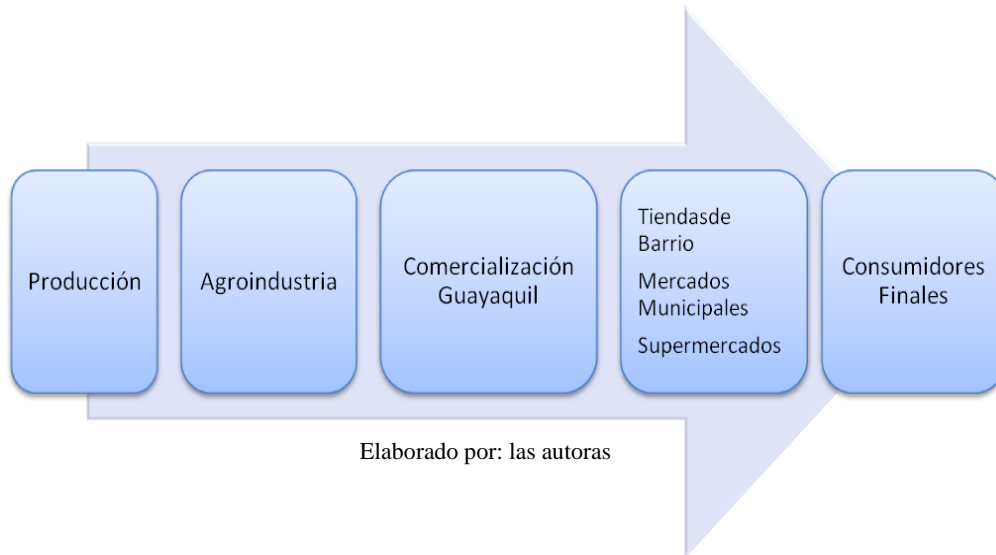 Producción
Agroindustria
Comercialización
Guayaquil
Tiendasde
Barrio
Mercados
Municipales
Supermercados
Consumidores
Finales
Elaborado por: las autoras